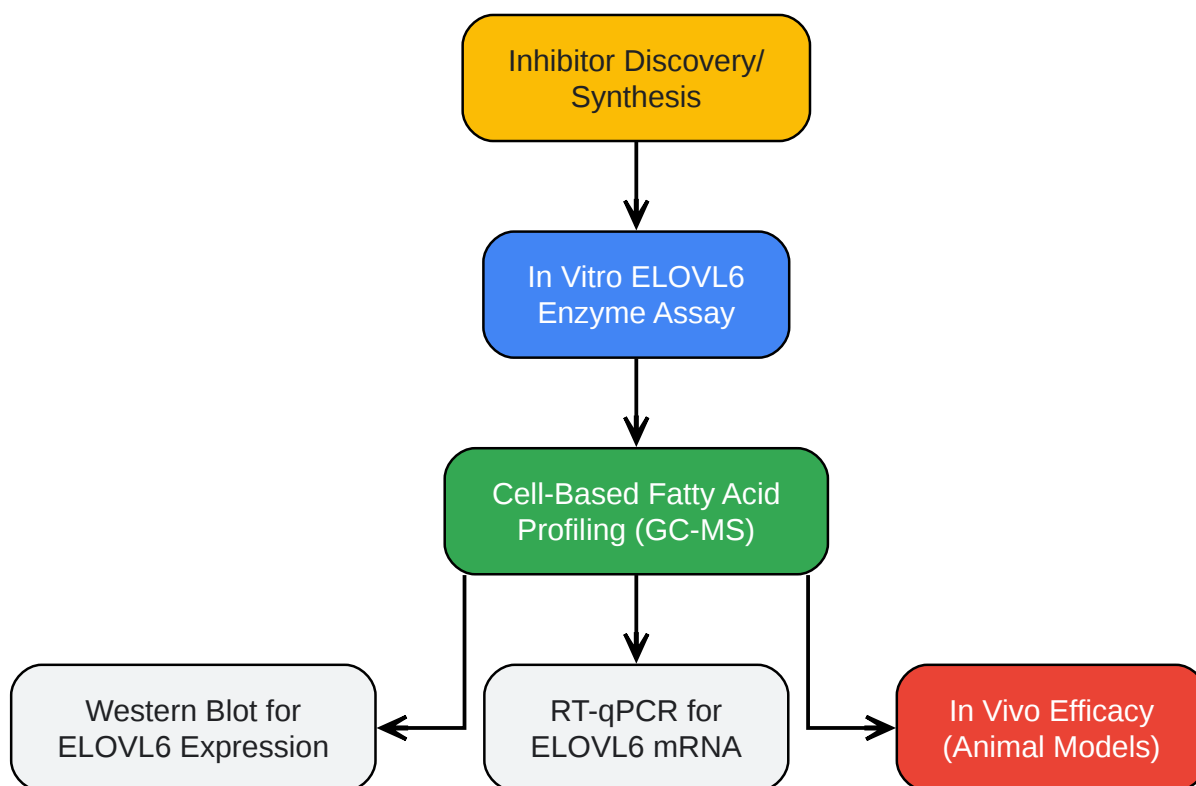 Inhibitor Discovery/
Synthesis
In Vitro ELOVL6
Enzyme Assay
Cell-Based Fatty Acid
Profiling (GC-MS)
Western Blot for
ELOVL6 Expression
RT-qPCR for
ELOVL6 mRNA
In Vivo Efficacy
(Animal Models)